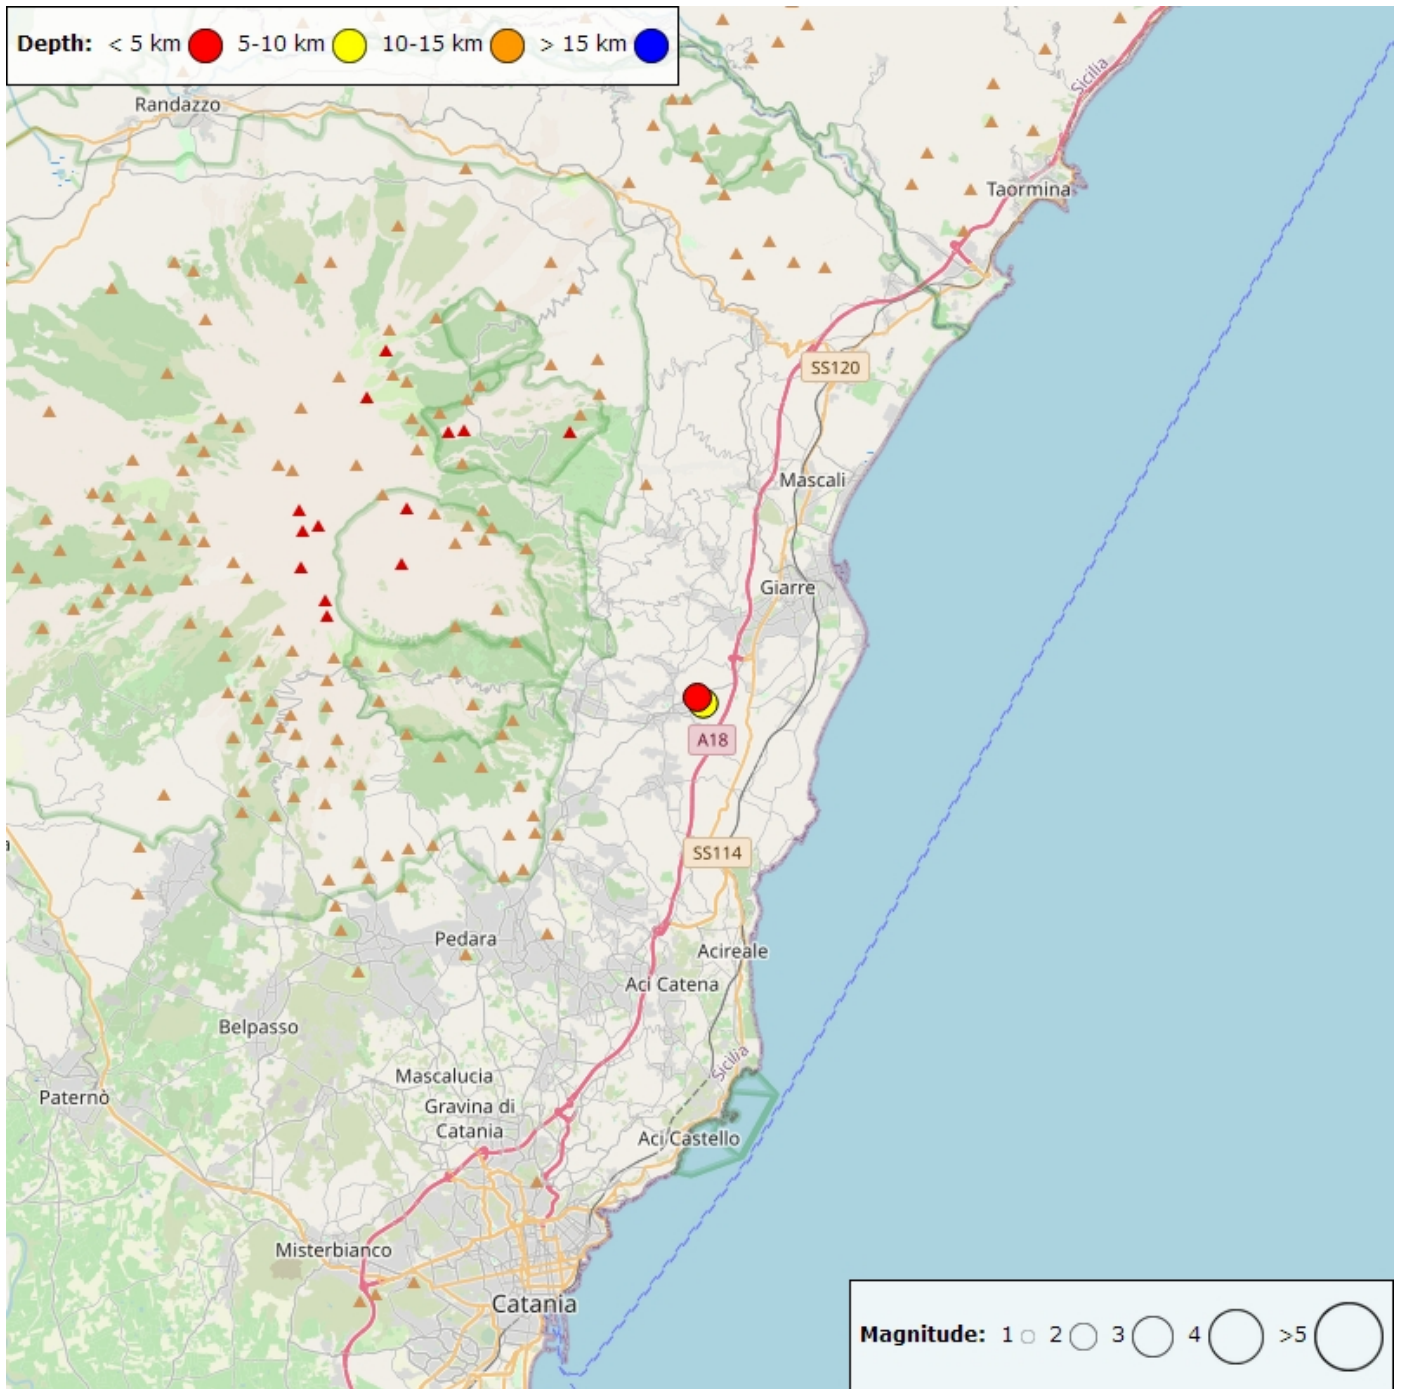 Depth: < 5 km 5-10 km 10-15 km > 15 km
Randazzo
Sicilia
Taormina
SS120
Mascali
Giarre
A18
SS114
Pedara
Acireale
Aci Catena
Belpasso
Sicilia
Mascalucia
Paternò
Gravina di
Catania
Aci Castello
Misterbianco
Catania
Magnitude: 1 2 3 4 >5